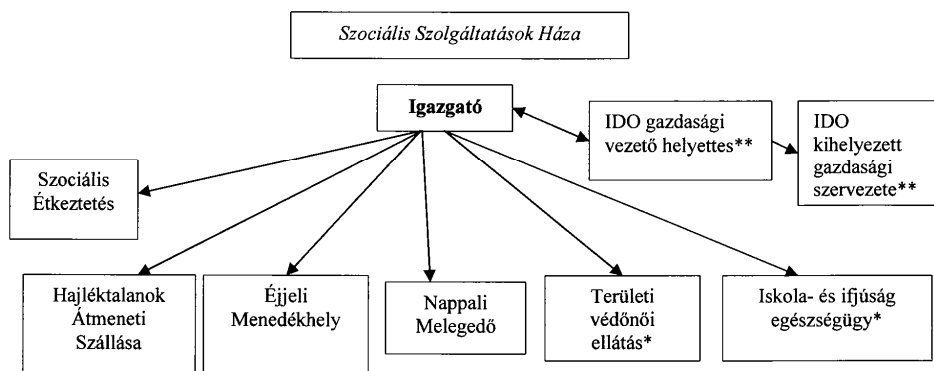 Szociális Szolgáltatások Háza
Igazgató
IDO gazdasági
vezető helyettes**
IDO
kihelyezett
gazdasági
szervezete**
Szociális
Étkeztetés
Hajléktalanok
Átmeneti
Szállása
Éjjeli
Menedékhely
Nappali
Melegedő
Területi
védőnői
ellátás*
Iskola- és ifjúság
egészségügy*